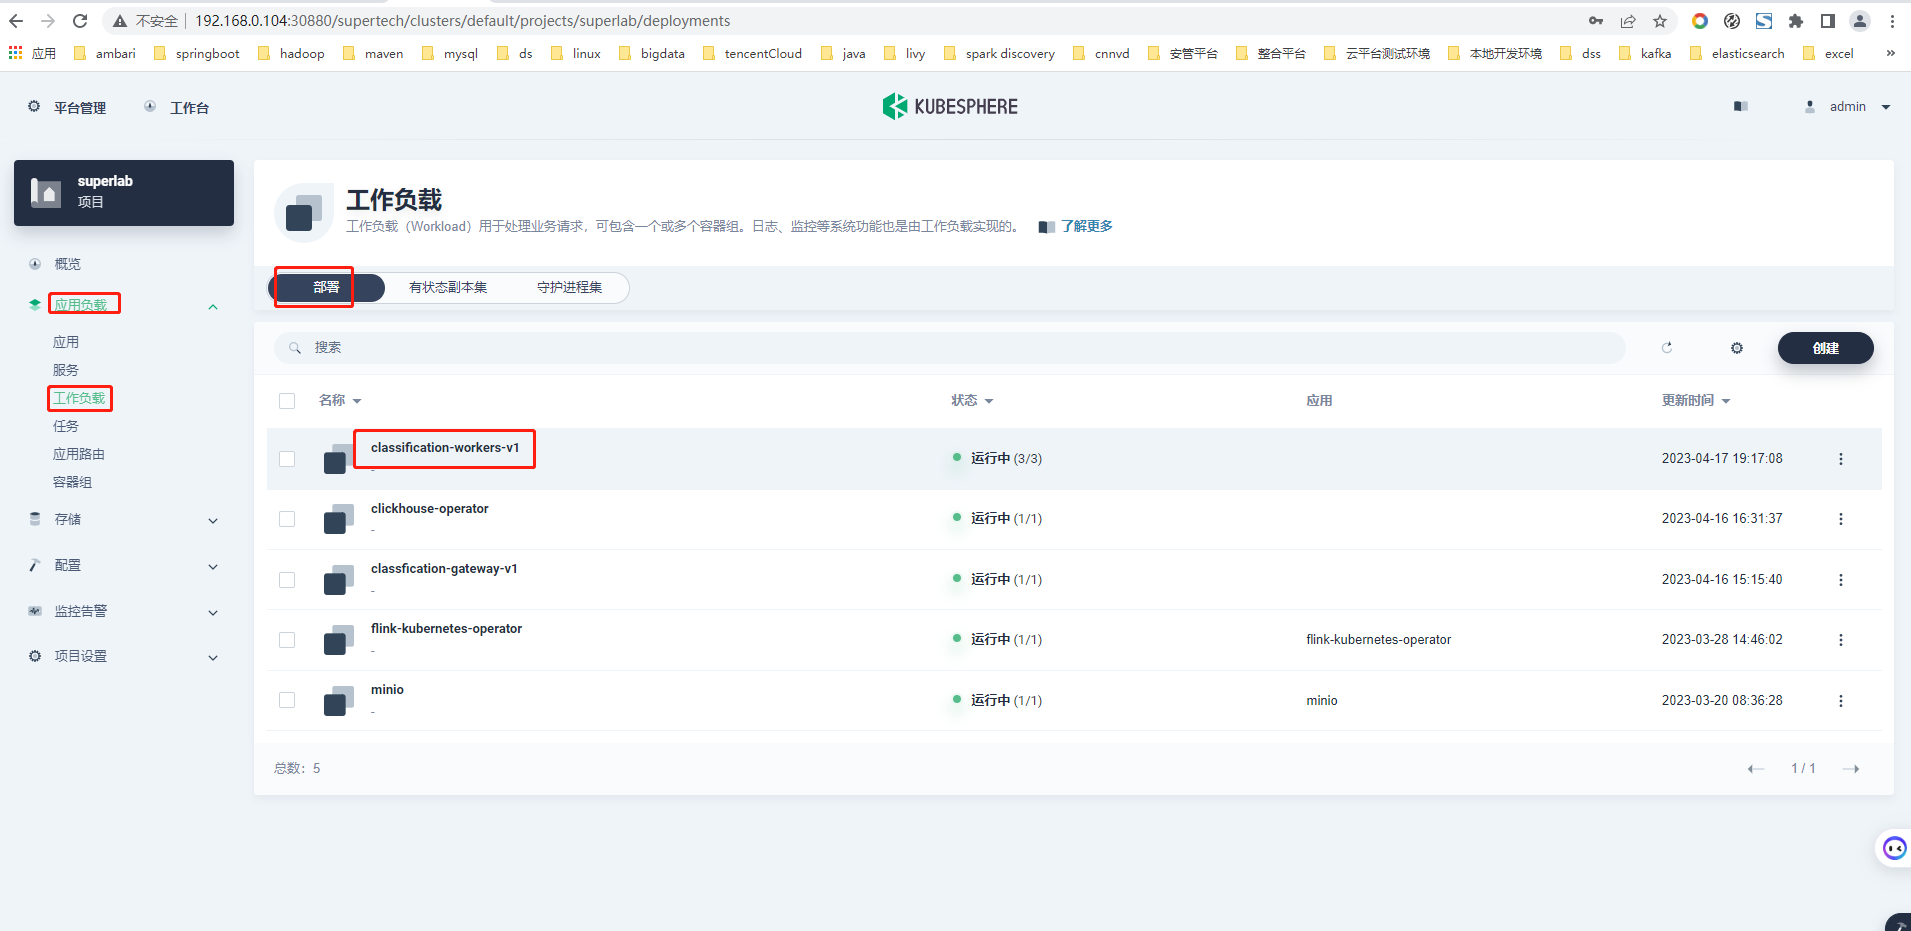 不安全 192.168.0.104:30880/supertech/clusters/default/projects/superlab/deployments
应用 ambari springboot hadoop maven mysql ds linux bigdata tencentCloud java livy spark discovery cnnvd 安管平台 整合平台 云平台测试环境 本地开发环境 dss kafka elasticsearch excel »
平台管理 工作台 KUBESPHERE admin
superlab
项目
概览
应用负载
应用
服务
工作负载
任务
应用路由
容器组
存储
配置
监控告警
项目设置
工作负载
工作负载（Workload）用于处理业务请求，可包含一个或多个容器组。日志、监控等系统功能也是由工作负载实现的。 了解更多
部署 有状态副本集 守护进程集
搜索 创建
名称 状态 应用 更新时间
classification-workers-v1
-
运行中 (3/3) 2023-04-17 19:17:08
clickhouse-operator
-
运行中 (1/1) 2023-04-16 16:31:37
classfication-gateway-v1
-
运行中 (1/1) 2023-04-16 15:15:40
flink-kubernetes-operator
-
运行中 (1/1) flink-kubernetes-operator 2023-03-28 14:46:02
minio
-
运行中 (1/1) minio 2023-03-20 08:36:28
总数：5 1 / 1